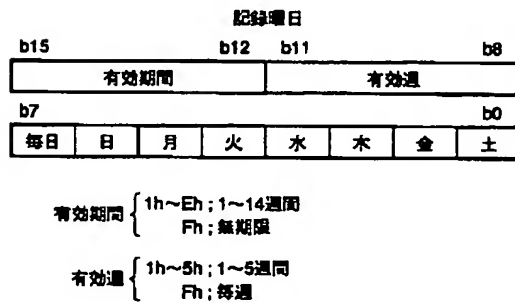 記録曜日
b15 b12 b11 b8
有効期間 有効週
b7 b0
毎日 日 月 火 水 木 金 土
有効期間 { 1h～Eh ; 1～14週間
Fh ; 無期限
有効週 { 1h～5h ; 1～5週間
Fh ; 毎週